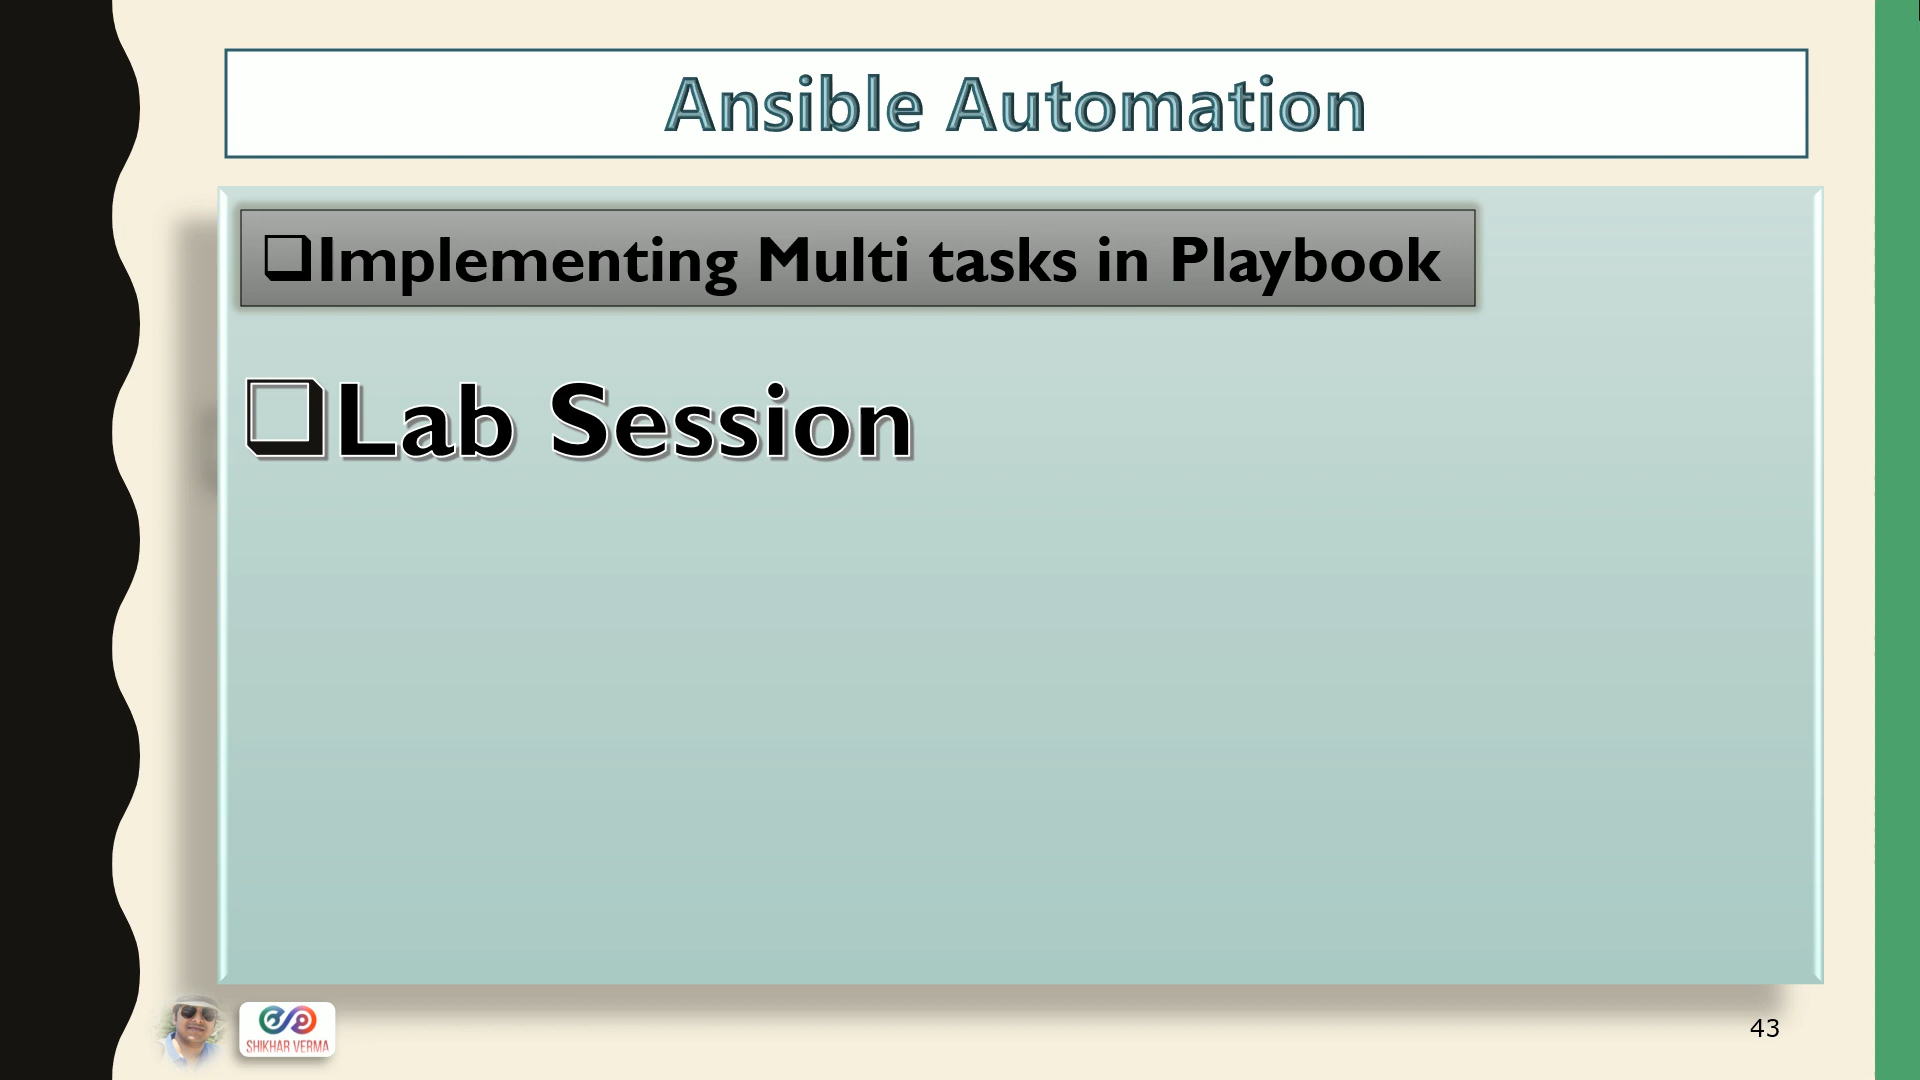 Ansible Automation
❑Implementing Multi tasks in Playbook
❑Lab Session
SHIKHAR VERMA
43